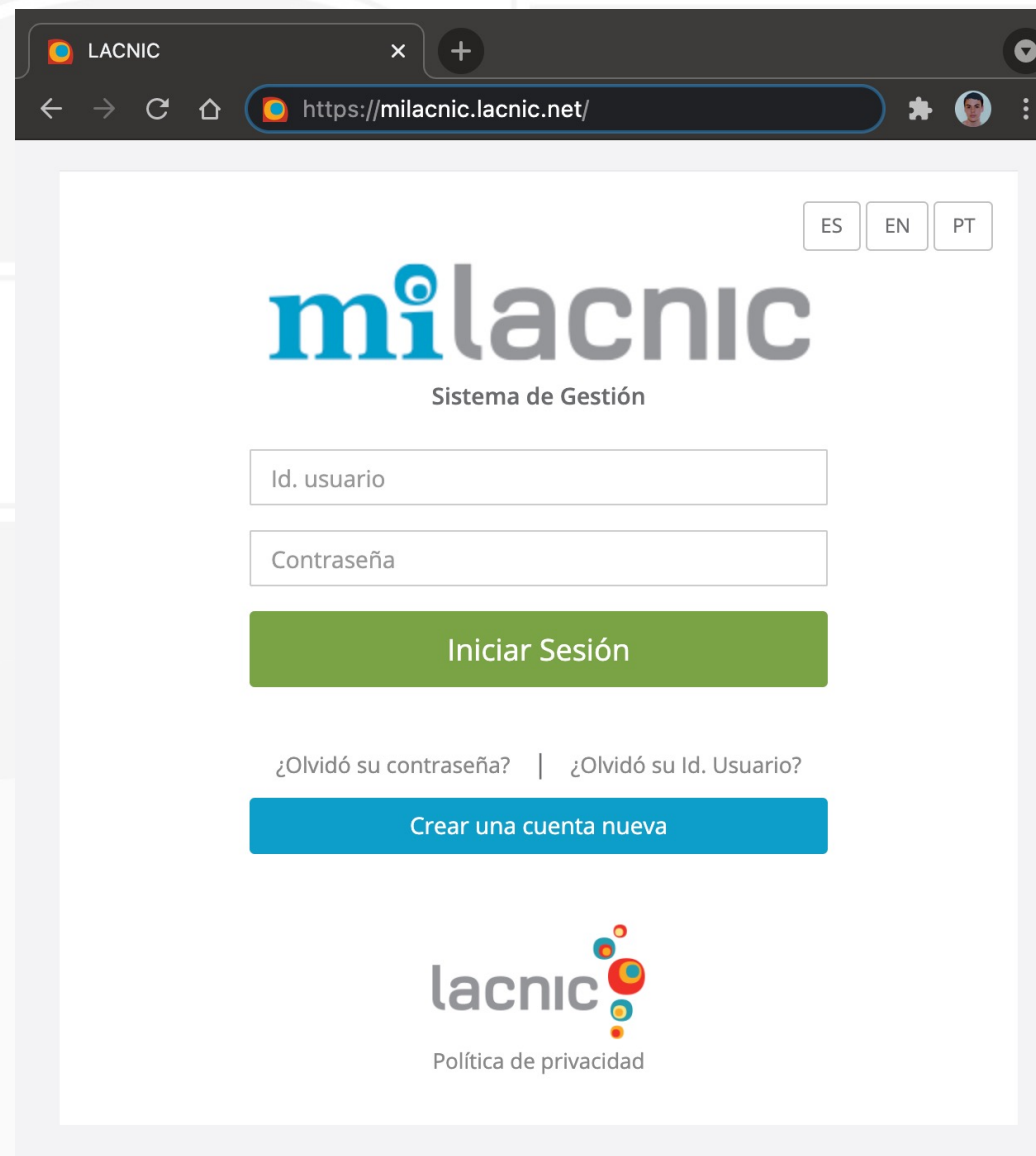 LACNIC
https://milacnic.lacnic.net/
ES EN PT
milacnic
Sistema de Gestión
Id. usuario
Contraseña
Iniciar Sesión
¿Olvidó su contraseña? | ¿Olvidó su Id. Usuario?
Crear una cuenta nueva
lacnic
Política de privacidad